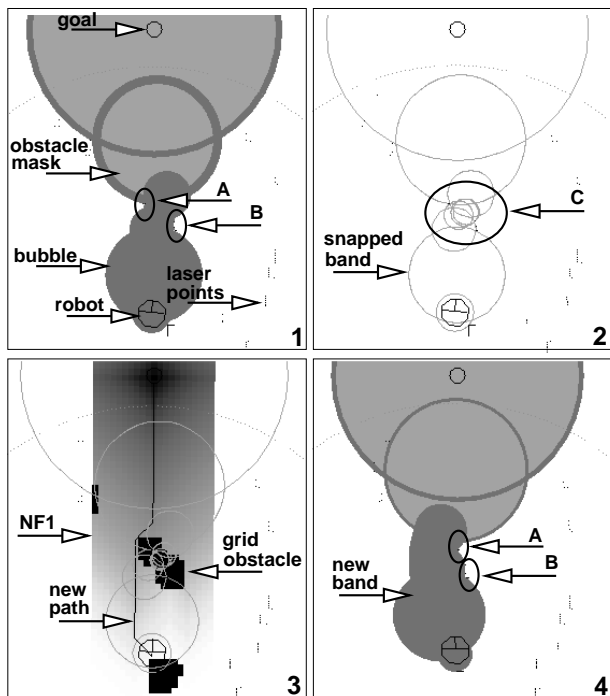 goal
obstacle
mask
A
B
bubble
laser
points
robot
1
C
snapped
band
2
NF1
grid
obstacle
new
path
3
A
B
new
band
4